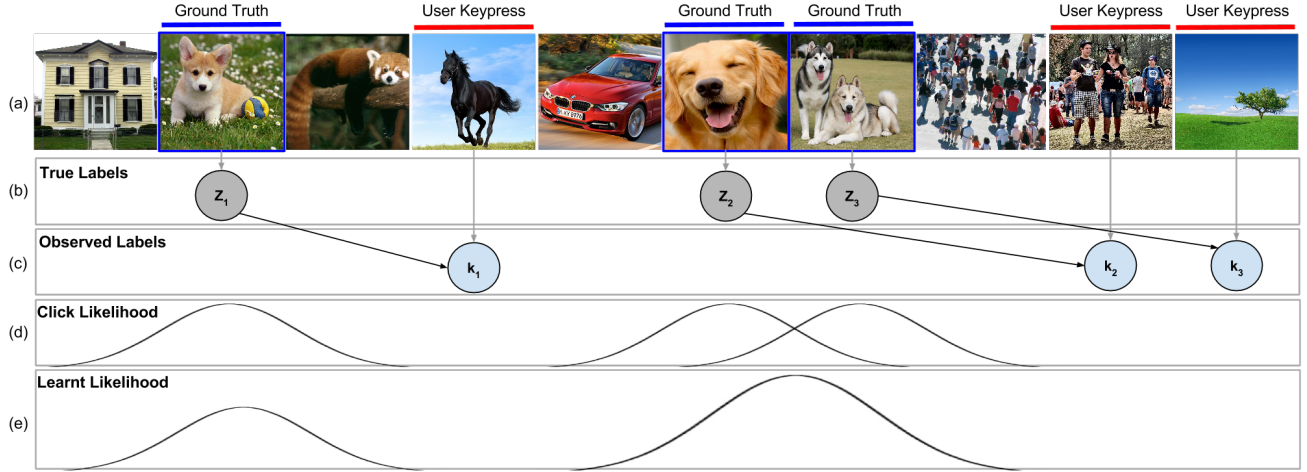 Ground Truth
User Keypress
Ground Truth
Ground Truth
User Keypress
User Keypress
(a)
(b)
True Labels
Z1
Z2
Z3
(c)
Observed Labels
k1
k2
k3
(d)
Click Likelihood
(e)
Learnt Likelihood